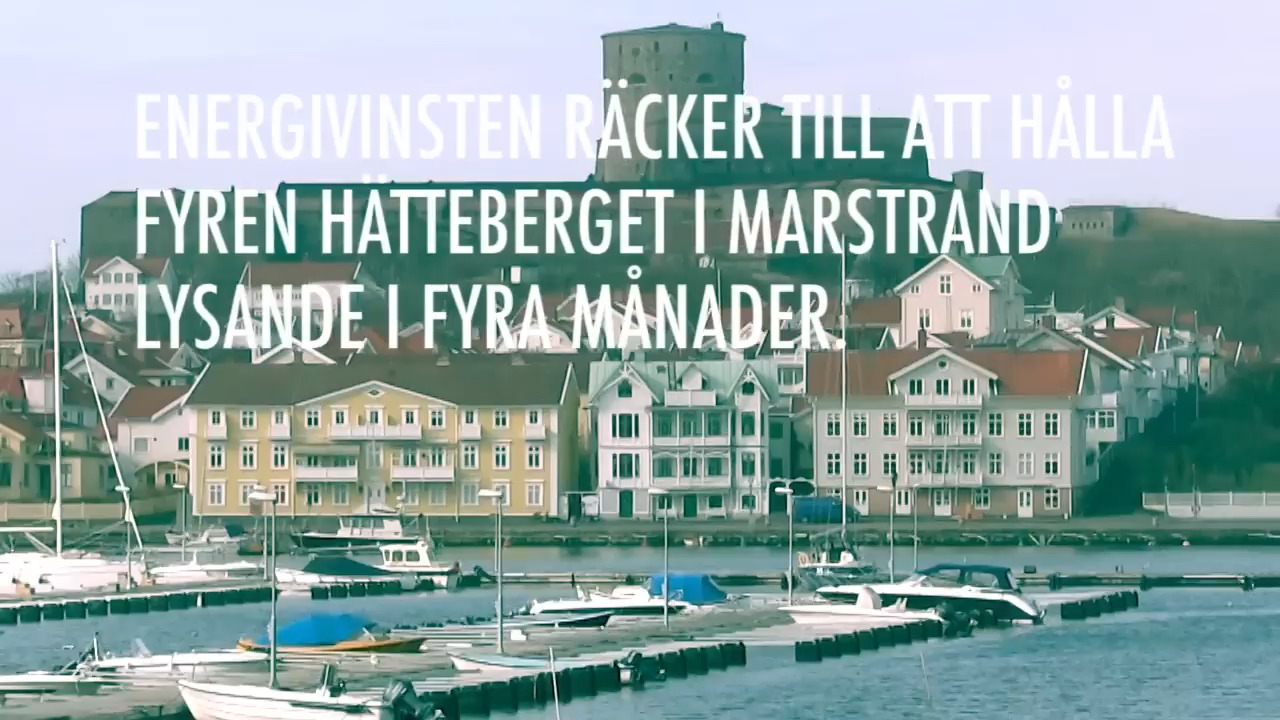 ENERGIVINSTEN RÄCKER TILL ATT HÅLLA
FYREN HÄTTEBERGET I MARSTRAND
LYSANDE I FYRA MÅNADER.